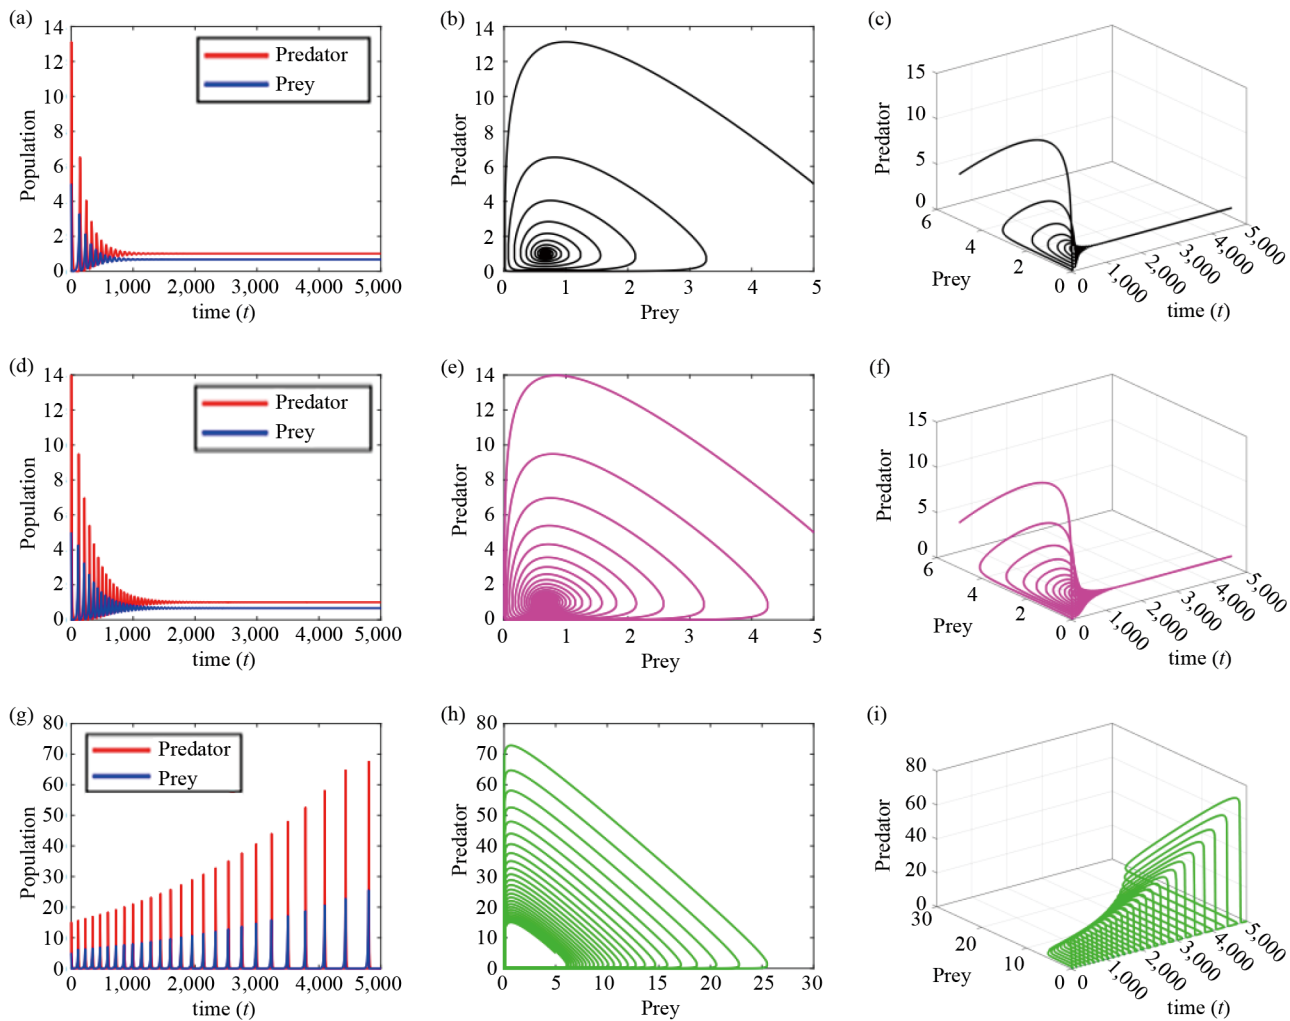 (a)
14
12
10
8
6
4
2
0
Population
Predator
Prey
0 1,000 2,000 3,000 4,000 5,000
time (t)
(b)
14
12
10
8
6
4
2
0
Predator
0 1 2 3 4 5
Prey
(c)
15
10
5
0
Predator
6
4
2
0
Prey
0
1,000
2,000
3,000
4,000
5,000
time (t)
(d)
14
12
10
8
6
4
2
0
Population
Predator
Prey
0 1,000 2,000 3,000 4,000 5,000
time (t)
(e)
14
12
10
8
6
4
2
0
Predator
0 1 2 3 4 5
Prey
(f)
15
10
5
0
Predator
6
4
2
0
Prey
0
1,000
2,000
3,000
4,000
5,000
time (t)
(g)
80
70
60
50
40
30
20
10
0
Population
Predator
Prey
0 1,000 2,000 3,000 4,000 5,000
time (t)
(h)
80
70
60
50
40
30
20
10
0
Predator
0 5 10 15 20 25 30
Prey
(i)
80
60
40
20
0
Predator
30
20
10
0
Prey
0
1,000
2,000
3,000
4,000
5,000
time (t)